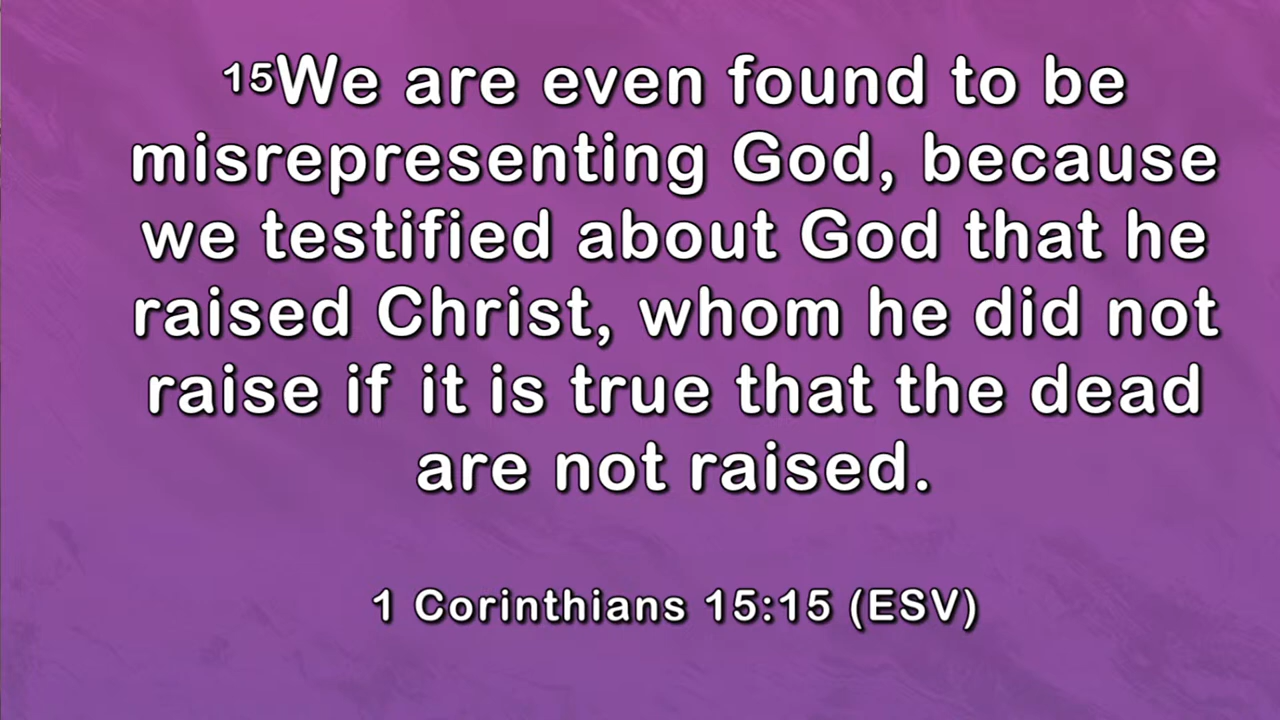 15We are even found to be
misrepresenting God, because
we testified about God that he
raised Christ, whom he did not
raise if it is true that the dead
are not raised.
1 Corinthians 15:15 (ESV)